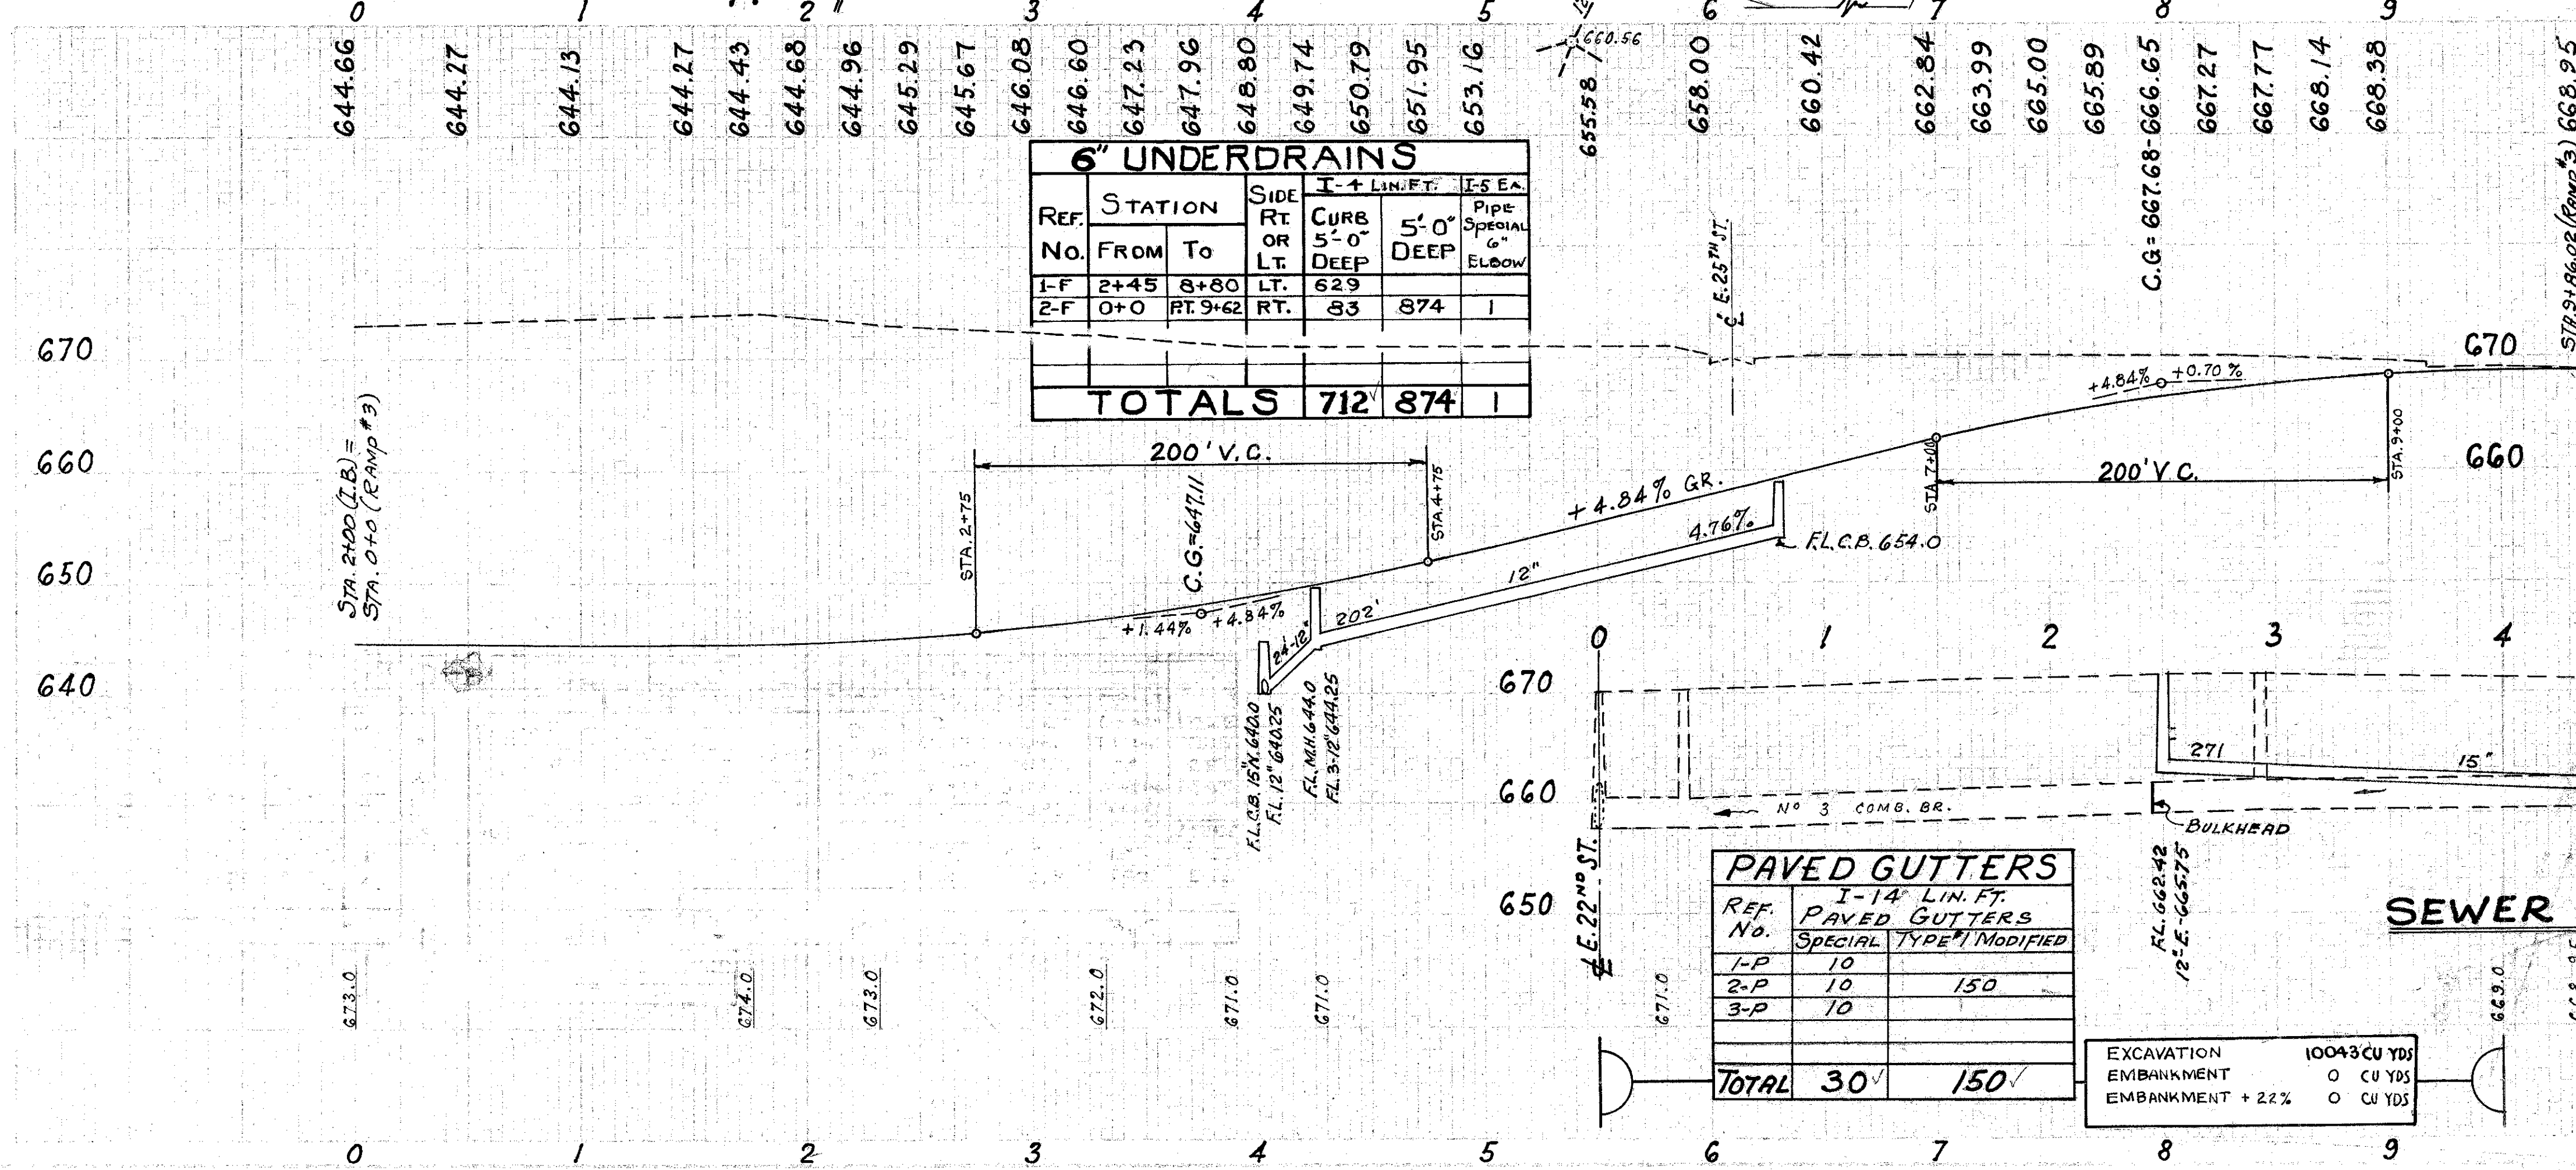 0 1 2 3 4 5 6 7 8 9
644.66 644.27 644.13 644.27 644.43 644.68 644.96 645.29 645.67 646.08 646.60 647.23 647.96 648.80 649.74 650.79 651.95 653.16 655.58 658.00 660.42 662.84 663.99 665.00 665.89 C.G.=667.68-666.65 667.27 667.77 668.14 668.38 668.95
660.56
STA. 9+86.02 (RAMP #3)
6" UNDERDRAINS
REF. No. STATION FROM TO SIDE RT. OR LT. I-4 LIN. FT. CURB 5'-0" DEEP 5'-0" DEEP I-5 EA. PIPE SPECIAL 6" ELBOW
1-F 2+45 8+80 LT. 629
2-F 0+0 P.T. 9+62 RT. 83 874 1
TOTALS 712 874 1
℄ E. 25TH ST.
670
660
650
640
STA. 2+00 (I.B.) =
STA. 0+0 (RAMP #3)
STA. 2+75
200' V.C.
STA. 4+75
C.G.=647.11
+1.44% +4.84%
+4.84% GR.
4.76%
12"
202'
24'-12"
F.L.C.B. 654.0
F.L.C.B. 15"N. 640.0
F.L. 12" 640.25
F.L. M.H. 644.0
F.L. 3-12" 644.25
STA. 7+00
200' V.C.
STA. 9+00
+4.84% +0.70%
670
660
0 1 2 3 4
670
660
650
Nº 3 COMB. BR.
271
15"
BULKHEAD
F.L. 662.42
12" E.-665.75
℄ E. 22ND ST.
SEWER
PAVED GUTTERS
REF. No. I-14 LIN. FT.
PAVED GUTTERS
SPECIAL TYPE #1 MODIFIED
1-P 10
2-P 10 150
3-P 10
TOTAL 30 150
EXCAVATION 10043 CU YDS
EMBANKMENT 0 CU YDS
EMBANKMENT + 22% 0 CU YDS
673.0 674.0 673.0 672.0 671.0 671.0 671.0 669.0
0 1 2 3 4 5 6 7 8 9